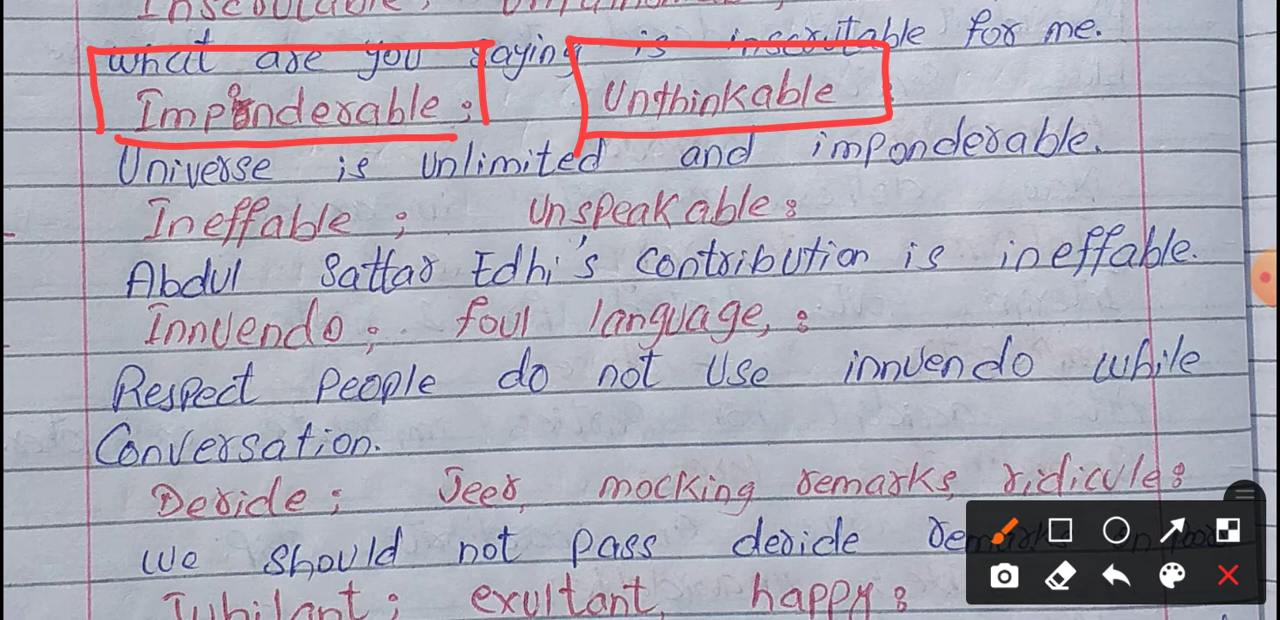 Inscrutable;
what are you saying is inscrutable for me.
Imponderable; Unthinkable
Universe is unlimited and imponderable.
Ineffable; Unspeakable:
Abdul Sattar Edhi's contribution is ineffable.
Innuendo; foul language, :
Respect People do not use innuendo while
Conversation.
Deride; Jeer, mocking remarks, ridicule:
we should not pass deride
Jubilant; exultant, happy: